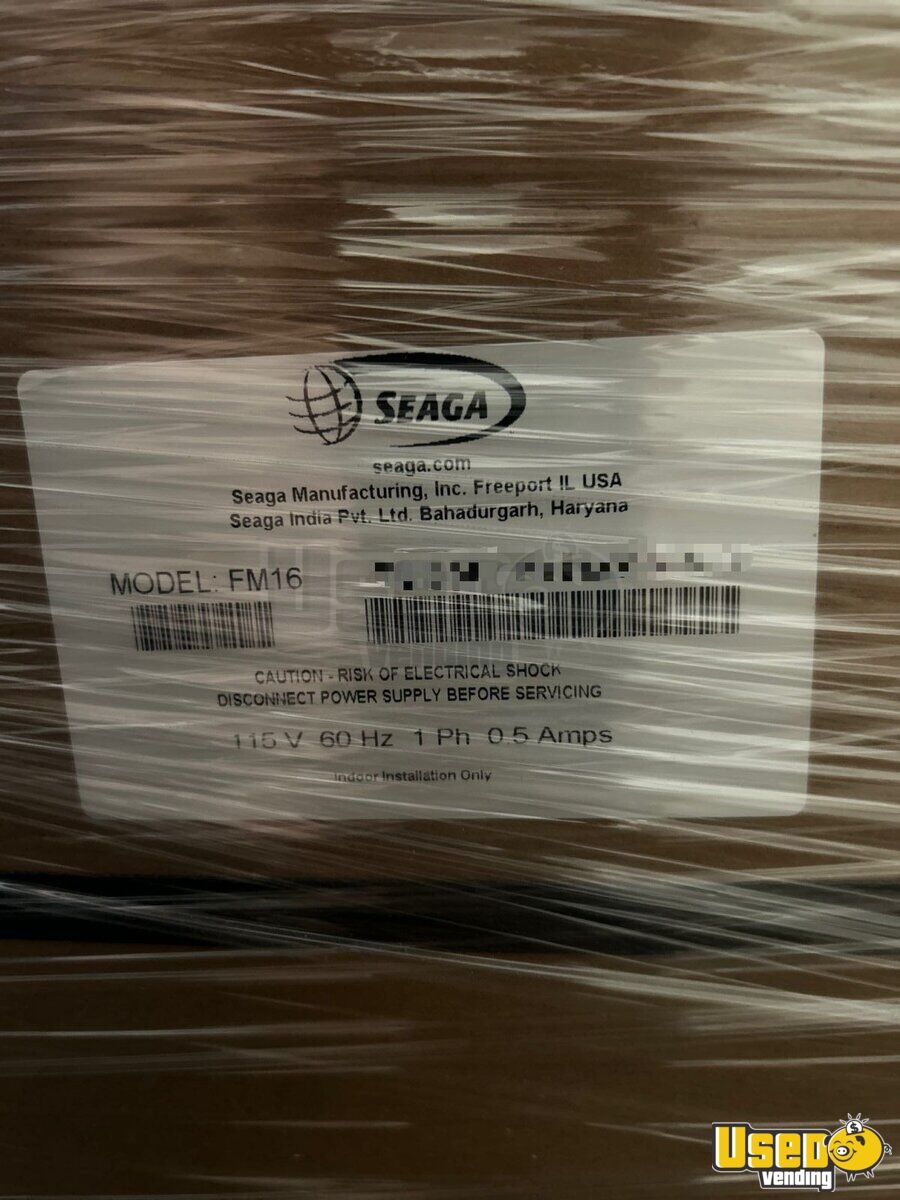 SEAGA
seaga.com
Seaga Manufacturing, Inc. Freeport IL USA
Seaga India Pvt. Ltd. Bahadurgarh, Haryana
MODEL: FM16
CAUTION - RISK OF ELECTRICAL SHOCK
DISCONNECT POWER SUPPLY BEFORE SERVICING
115 V 60 Hz 1 Ph 0.5 Amps
Indoor Installation Only
USED
vending